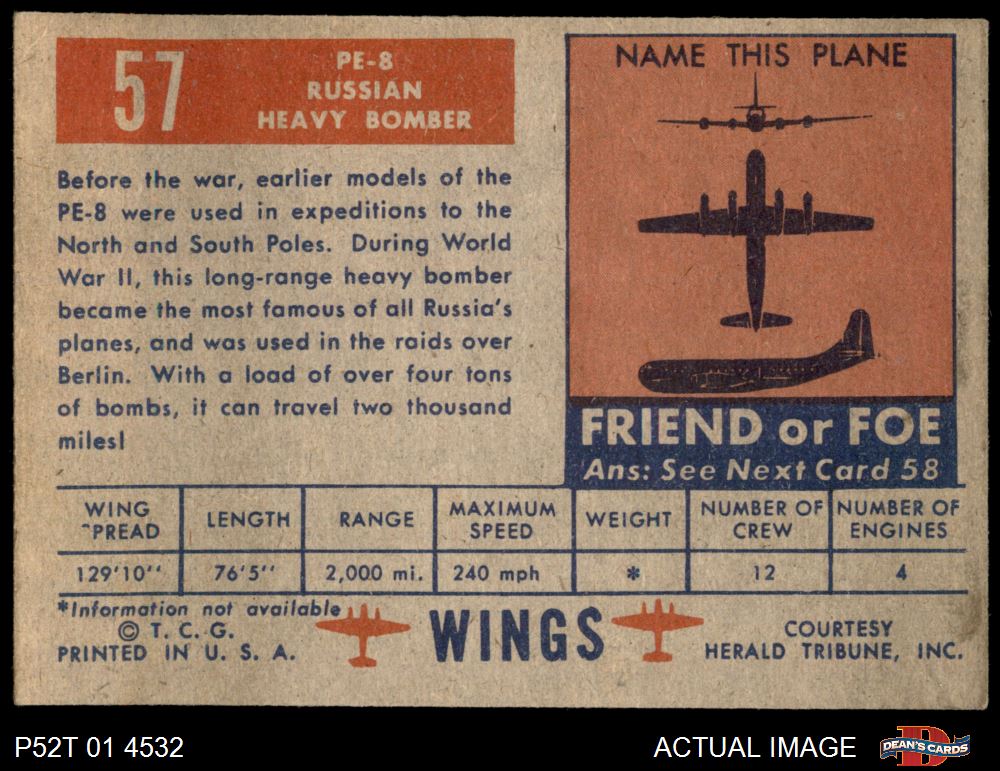 57
PE-8
RUSSIAN
HEAVY BOMBER
Before the war, earlier models of the
PE-8 were used in expeditions to the
North and South Poles. During World
War II, this long-range heavy bomber
became the most famous of all Russia's
planes, and was used in the raids over
Berlin. With a load of over four tons
of bombs, it can travel two thousand
miles!
NAME THIS PLANE
FRIEND or FOE
Ans: See Next Card 58
WING SPREAD LENGTH RANGE MAXIMUM SPEED WEIGHT NUMBER OF CREW NUMBER OF ENGINES
129'10'' 76'5'' 2,000 mi. 240 mph * 12 4
*Information not available
© T. C. G.
PRINTED IN U. S. A.
WINGS
COURTESY
HERALD TRIBUNE, INC.
P52T 01 4532
ACTUAL IMAGE
DEAN'S CARDS